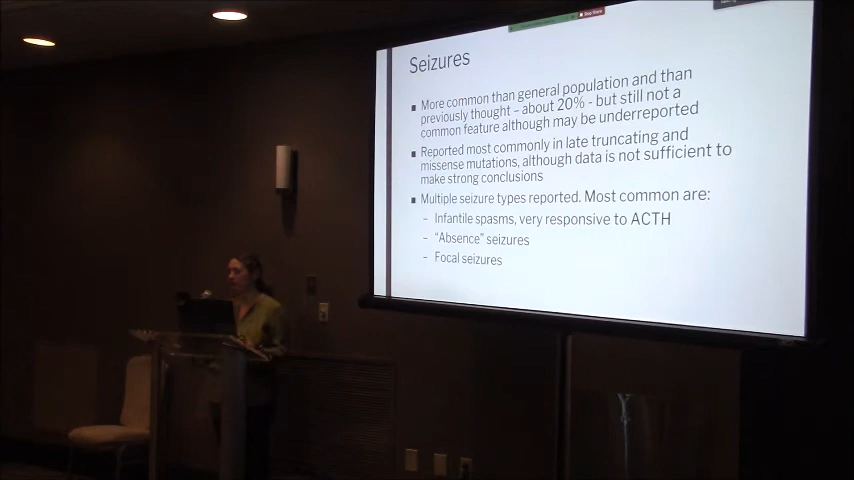 Stop Share
Seizures
■ More common than general population and than
previously thought – about 20% - but still not a
common feature although may be underreported
■ Reported most commonly in late truncating and
missense mutations, although data is not sufficient to
make strong conclusions
■ Multiple seizure types reported. Most common are:
– Infantile spasms, very responsive to ACTH
– “Absence” seizures
– Focal seizures